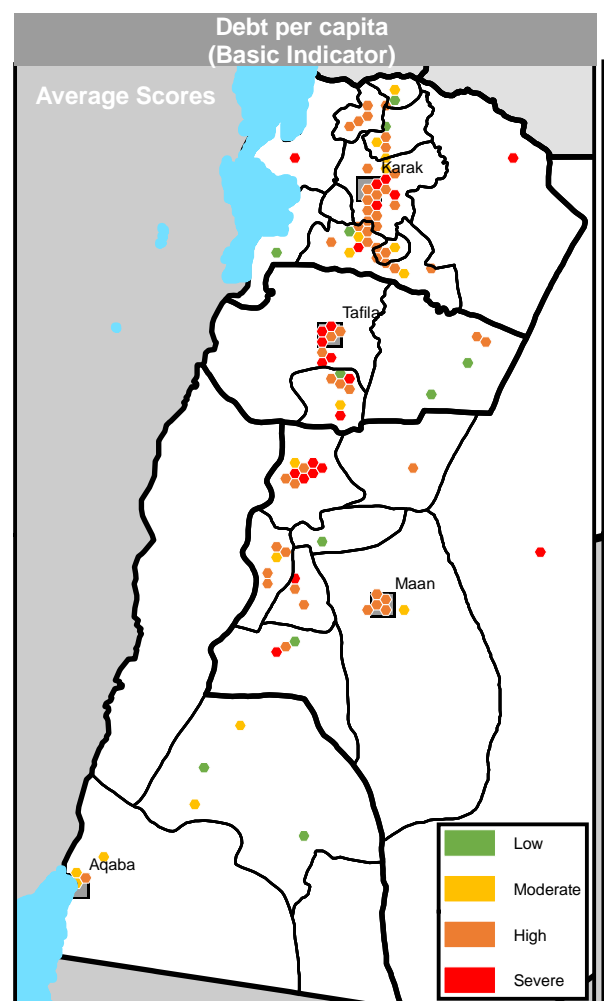 Debt per capita
(Basic Indicator)
Average Scores
Karak
Tafila
Maan
Aqaba
Low
Moderate
High
Severe